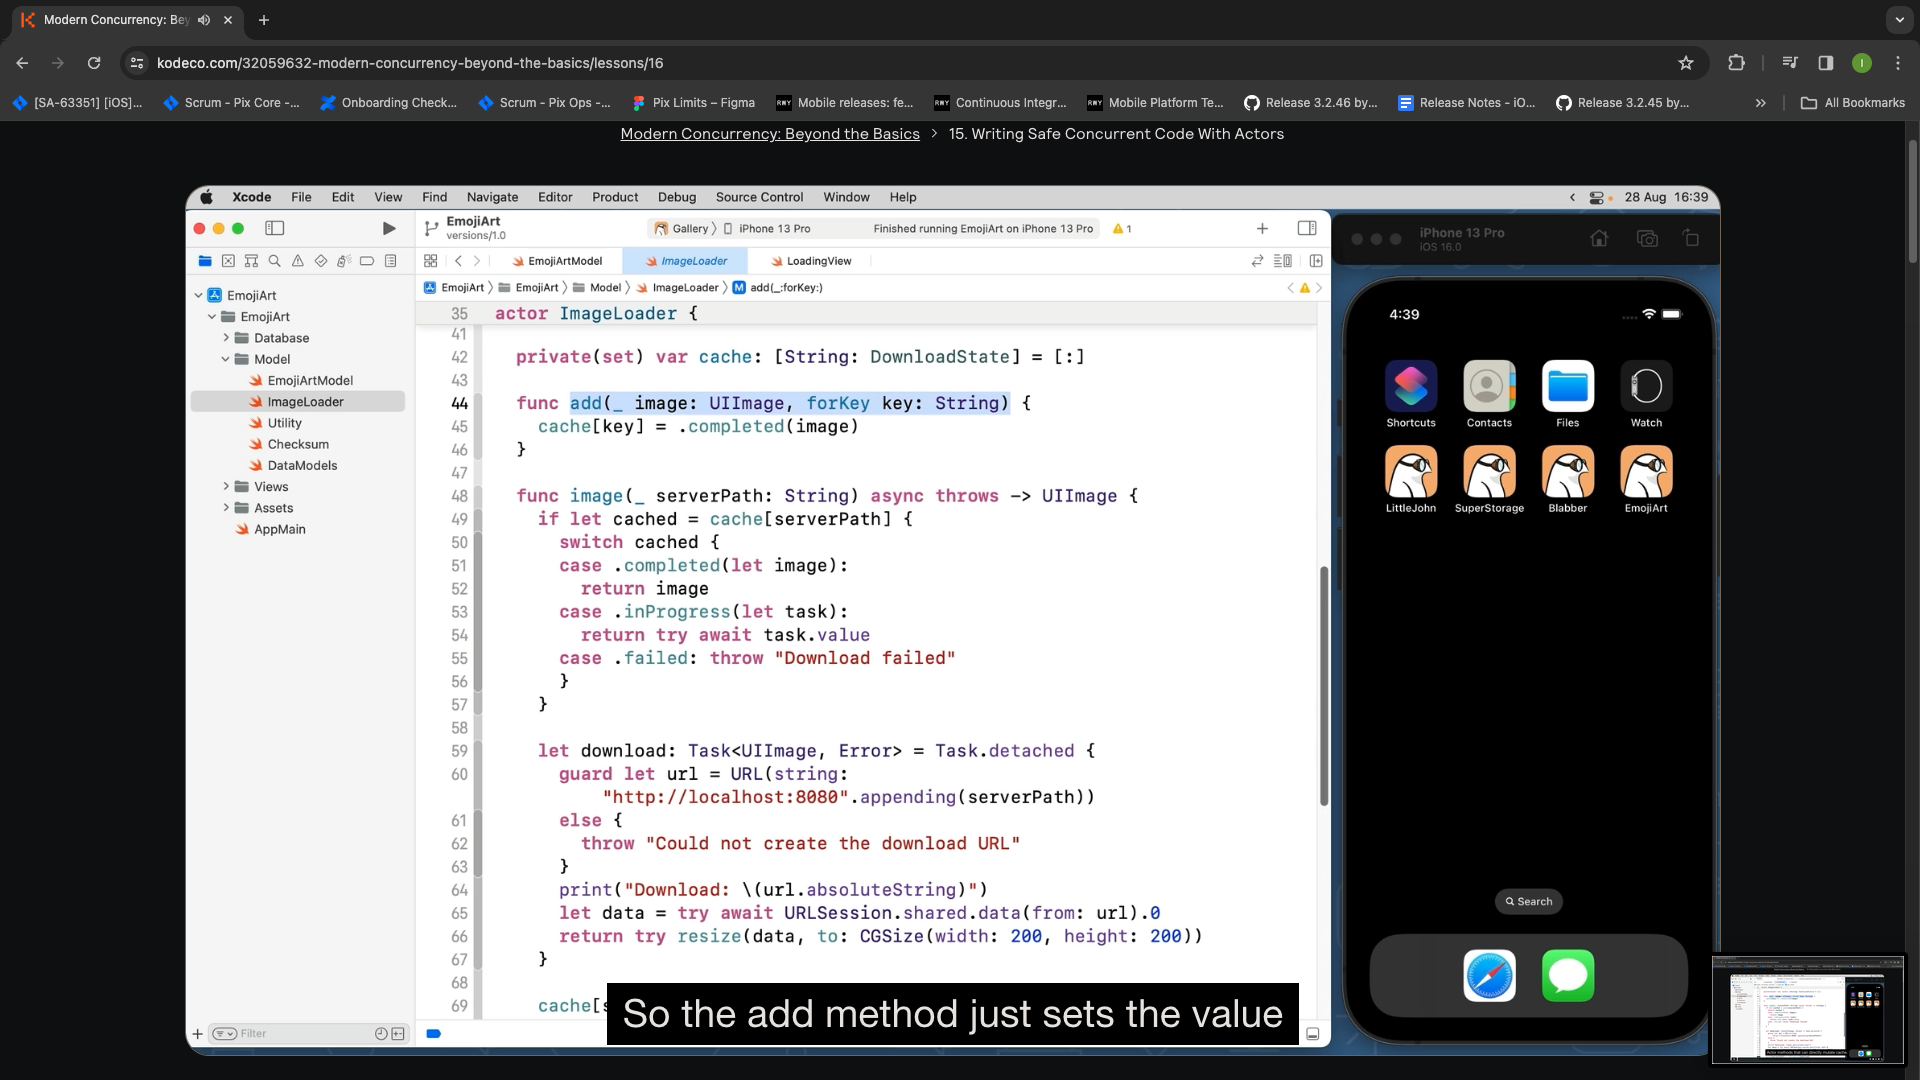 Modern Concurrency: Bey
kodeco.com/32059632-modern-concurrency-beyond-the-basics/lessons/16
I
[SA-63351] [iOS]...
Scrum - Pix Core -...
Onboarding Check...
Scrum - Pix Ops -...
Pix Limits – Figma
Mobile releases: fe...
Continuous Integr...
Mobile Platform Te...
Release 3.2.46 by...
Release Notes - iO...
Release 3.2.45 by...
All Bookmarks
Modern Concurrency: Beyond the Basics > 15. Writing Safe Concurrent Code With Actors
Xcode File Edit View Find Navigate Editor Product Debug Source Control Window Help
28 Aug 16:39
EmojiArt
versions/1.0
Gallery
iPhone 13 Pro
Finished running EmojiArt on iPhone 13 Pro
1
EmojiArtModel
ImageLoader
LoadingView
EmojiArt
EmojiArt
Model
ImageLoader
M
add(_:forKey:)
EmojiArt
EmojiArt
Database
Model
EmojiArtModel
ImageLoader
Utility
Checksum
DataModels
Views
Assets
AppMain
Filter
35 actor ImageLoader {
41
42 private(set) var cache: [String: DownloadState] = [:]
43
44 func add(_ image: UIImage, forKey key: String) {
45 cache[key] = .completed(image)
46 }
47
48 func image(_ serverPath: String) async throws -> UIImage {
49 if let cached = cache[serverPath] {
50 switch cached {
51 case .completed(let image):
52 return image
53 case .inProgress(let task):
54 return try await task.value
55 case .failed: throw "Download failed"
56 }
57 }
58
59 let download: Task<UIImage, Error> = Task.detached {
60 guard let url = URL(string:
"http://localhost:8080".appending(serverPath))
61 else {
62 throw "Could not create the download URL"
63 }
64 print("Download: \(url.absoluteString)")
65 let data = try await URLSession.shared.data(from: url).0
66 return try resize(data, to: CGSize(width: 200, height: 200))
67 }
68
69 cache[s
So the add method just sets the value
iPhone 13 Pro
iOS 16.0
4:39
Shortcuts
Contacts
Files
Watch
LittleJohn
SuperStorage
Blabber
EmojiArt
Search